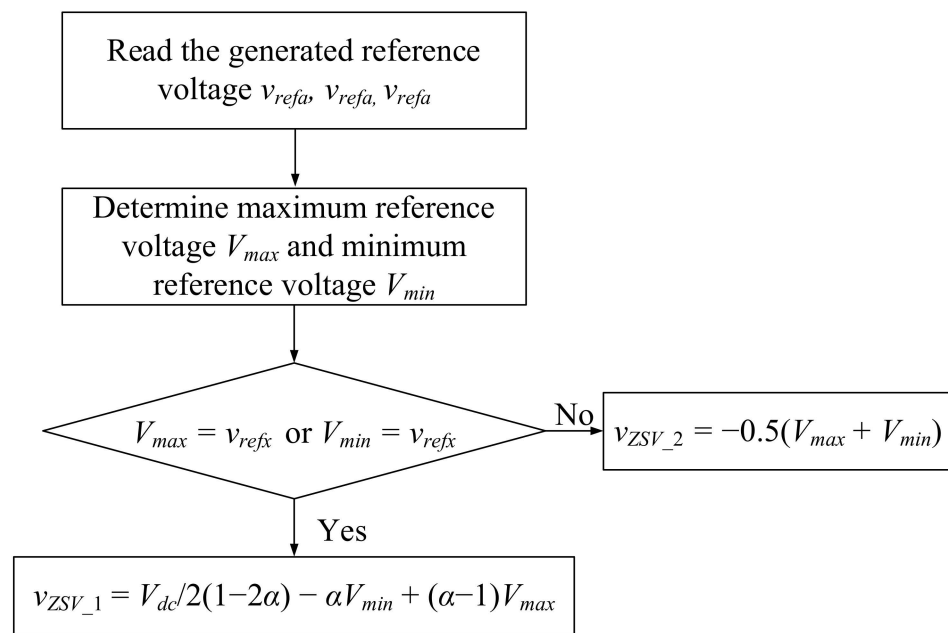 Read the generated reference
voltage v_refa, v_refa, v_refa
Determine maximum reference
voltage V_max and minimum
reference voltage V_min
V_max = v_refx or V_min = v_refx
No
v_ZSV_2 = −0.5(V_max + V_min)
Yes
v_ZSV_1 = V_dc/2(1−2α) − αV_min + (α−1)V_max